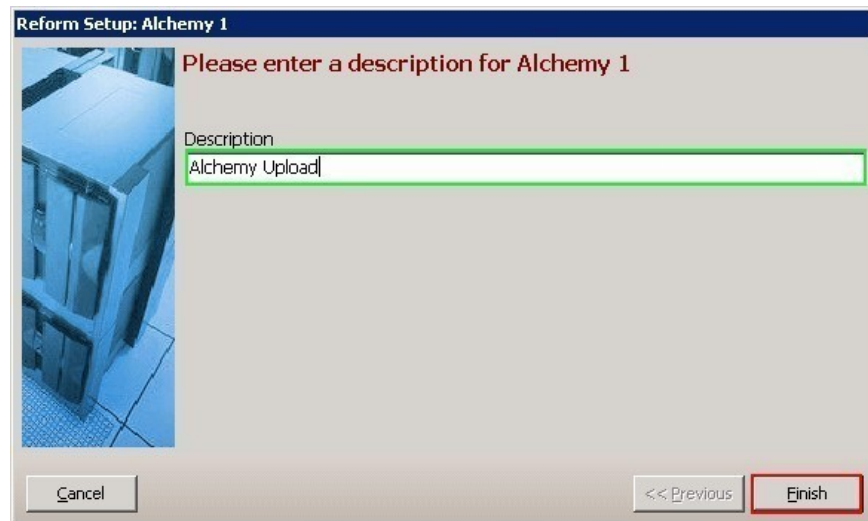 Reform Setup: Alchemy 1
Please enter a description for Alchemy 1
Description
Alchemy Upload
Cancel
<< Previous
Finish